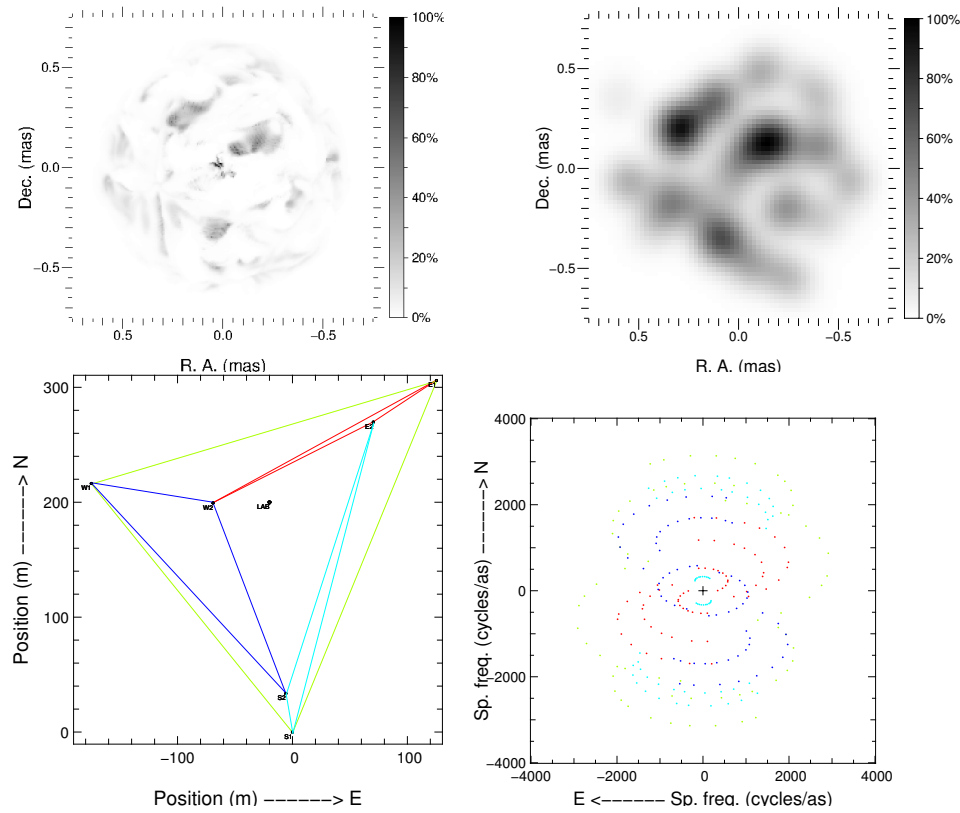 100%
80%
60%
40%
20%
0%
0.5
0.0
−0.5
Dec. (mas)
0.5 0.0 −0.5
R. A. (mas)
100%
80%
60%
40%
20%
0%
0.5
0.0
−0.5
Dec. (mas)
0.5 0.0 −0.5
R. A. (mas)
300
200
100
0
Position (m) −−−−−−> N
E1
E2
W1
W2
LAB
S2
S1
−100 0 100
Position (m) −−−−−−> E
4000
2000
0
−2000
−4000
Sp. freq. (cycles/as) −−−−−−> N
−4000 −2000 0 2000 4000
E <−−−−−− Sp. freq. (cycles/as)